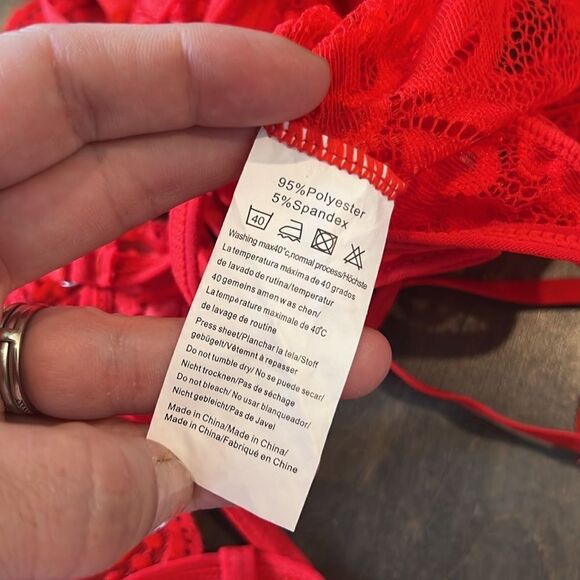 95%Polyester
5%Spandex
40
Washing max40°c,normal process/Höchste
La temperatura máxima de 40 grados
de lavado de rutina/temperatur
40 gemeins amen was chen/
La temperature maximale de 40°C
de lavage de routine
Press sheet/Planchar la tela/Stoff
gebügelt/Vêtemnt à repasser
Do not tumble dry/ No se puede secar/
Nicht trocknen/Pas de séchage
Do not bleach/ No usar blanqueador/
Nicht gebleicht/Pas de Javel
Made in China/Made in China/
Made in China/Fabriqué en Chine